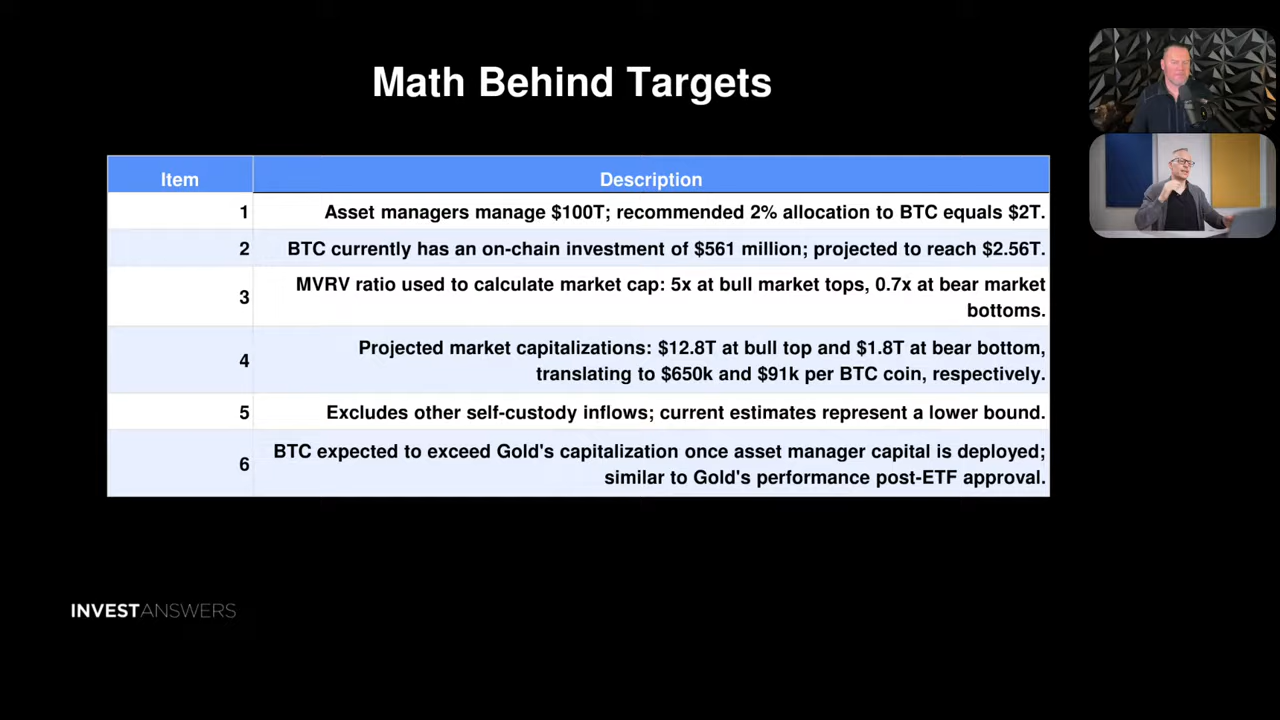 Math Behind Targets
Item Description
1 Asset managers manage $100T; recommended 2% allocation to BTC equals $2T.
2 BTC currently has an on-chain investment of $561 million; projected to reach $2.56T.
3 MVRV ratio used to calculate market cap: 5x at bull market tops, 0.7x at bear market
bottoms.
4 Projected market capitalizations: $12.8T at bull top and $1.8T at bear bottom,
translating to $650k and $91k per BTC coin, respectively.
5 Excludes other self-custody inflows; current estimates represent a lower bound.
6 BTC expected to exceed Gold's capitalization once asset manager capital is deployed;
similar to Gold's performance post-ETF approval.
INVESTANSWERS